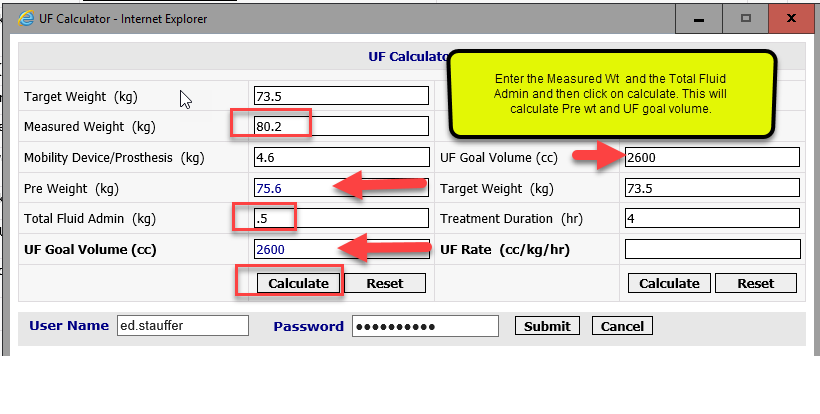 UF Calculator - Internet Explorer
UF Calculato
Enter the Measured Wt and the Total Fluid
Admin and then click on calculate. This will
calculate Pre wt and UF goal volume.
Target Weight (kg) 73.5
Measured Weight (kg) 80.2
Mobility Device/Prosthesis (kg) 4.6 UF Goal Volume (cc) 2600
Pre Weight (kg) 75.6 Target Weight (kg) 73.5
Total Fluid Admin (kg) .5 Treatment Duration (hr) 4
UF Goal Volume (cc) 2600 UF Rate (cc/kg/hr)
Calculate Reset Calculate Reset
User Name ed.stauffer Password ●●●●●●●●●● Submit Cancel